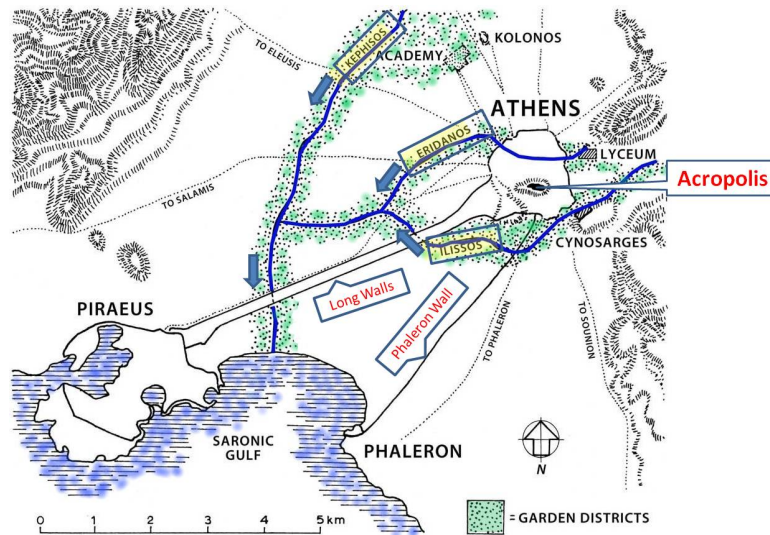 KEPHISOS
TO ELEUSIS
ACADEMY
KOLONOS
ATHENS
ERIDANOS
LYCEUM
Acropolis
TO SALAMIS
ILISSOS
CYNOSARGES
PIRAEUS
Long Walls
Phaleron Wall
TO PHALERON
TO SOUNION
SARONIC
GULF
PHALERON
N
0 1 2 3 4 5 km
= GARDEN DISTRICTS